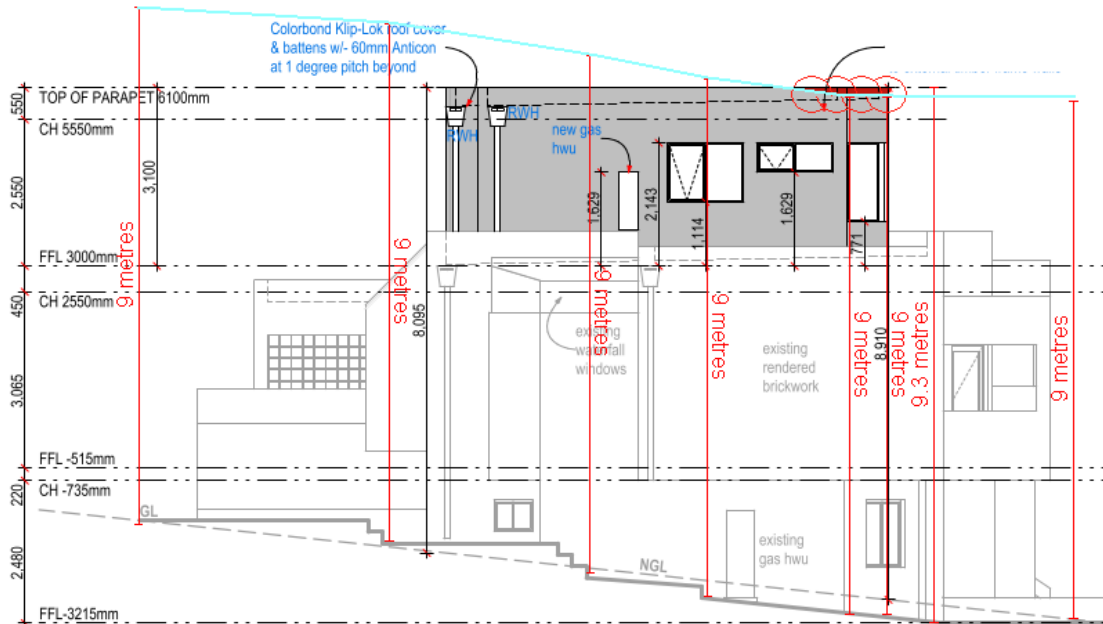 Colorbond Klip-Lok roof cover
& battens w/- 60mm Anticon
at 1 degree pitch beyond
550
TOP OF PARAPET 6100mm
CH 5550mm
RWH
RWH
new gas
hwu
2,550
3,100
1,629
2,143
1,114
1,629
771
FFL 3000mm
9 metres
9 metres
9 metres
9 metres
9 metres
9 metres
9.3 metres
9 metres
450
CH 2550mm
8,095
8,910
existing
waterfall
windows
existing
rendered
brickwork
3,065
FFL -515mm
220
CH -735mm
GL
NGL
existing
gas hwu
2,480
FFL-3215mm